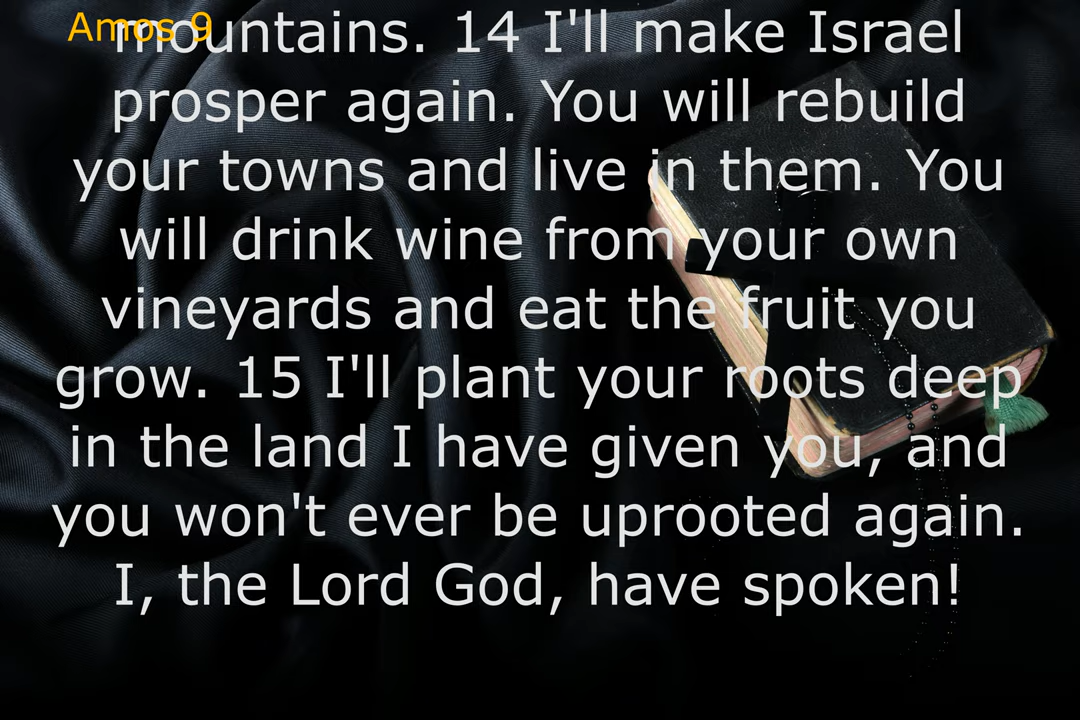 Amos 9
mountains. 14 I'll make Israel
prosper again. You will rebuild
your towns and live in them. You
will drink wine from your own
vineyards and eat the fruit you
grow. 15 I'll plant your roots deep
in the land I have given you, and
you won't ever be uprooted again.
I, the Lord God, have spoken!